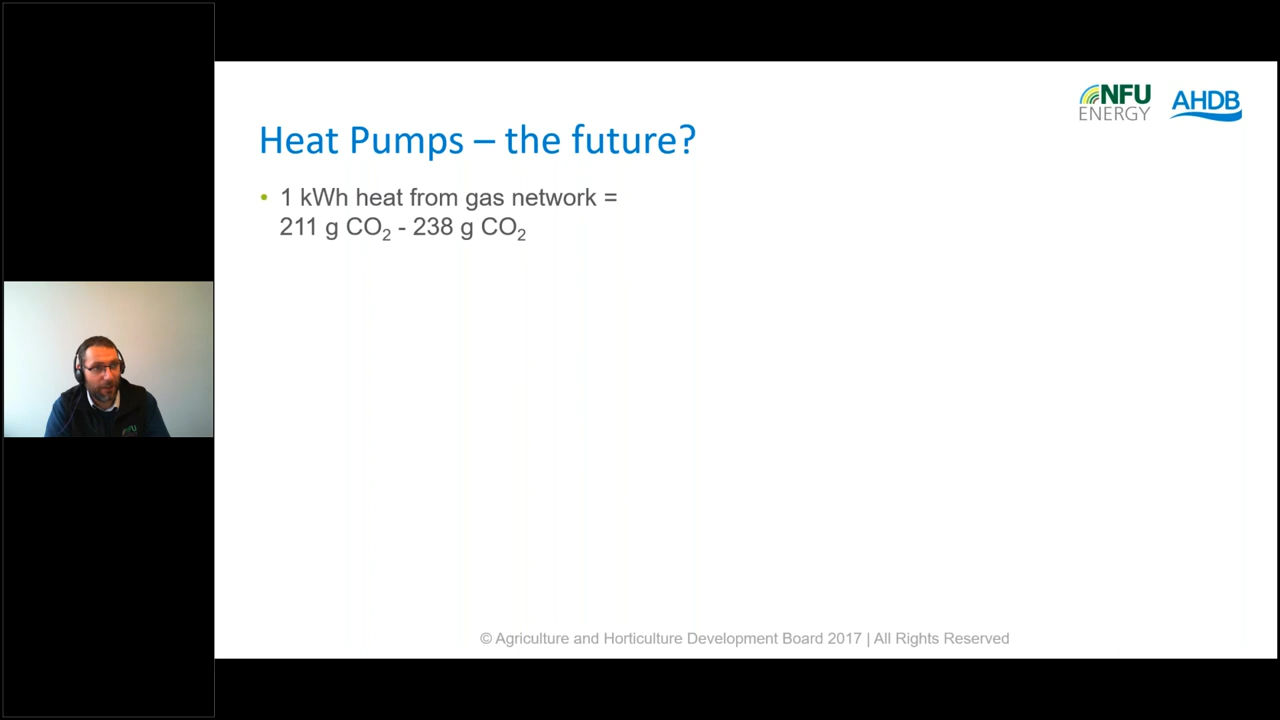 NFU
ENERGY
AHDB
Heat Pumps – the future?
• 1 kWh heat from gas network =
211 g CO₂ - 238 g CO₂
NFU
© Agriculture and Horticulture Development Board 2017 | All Rights Reserved